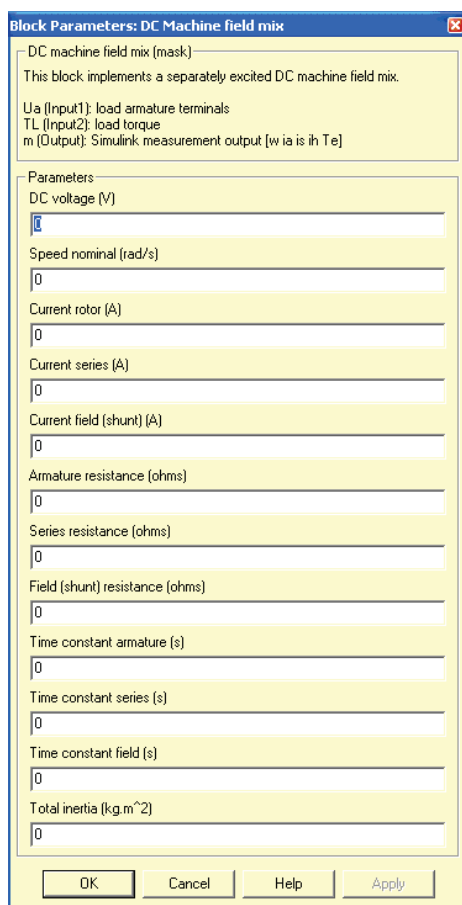 Block Parameters: DC Machine field mix
DC machine field mix (mask)
This block implements a separately excited DC machine field mix.
Ua (Input1): load armature terminals
TL (Input2): load torque
m (Output): Simulink measurement output [w ia is ih Te]
Parameters
DC voltage (V)
0
Speed nominal (rad/s)
0
Current rotor (A)
0
Current series (A)
0
Current field (shunt) (A)
0
Armature resistance (ohms)
0
Series resistance (ohms)
0
Field (shunt) resistance (ohms)
0
Time constant armature (s)
0
Time constant series (s)
0
Time constant field (s)
0
Total inertia (kg.m^2)
0
OK Cancel Help Apply